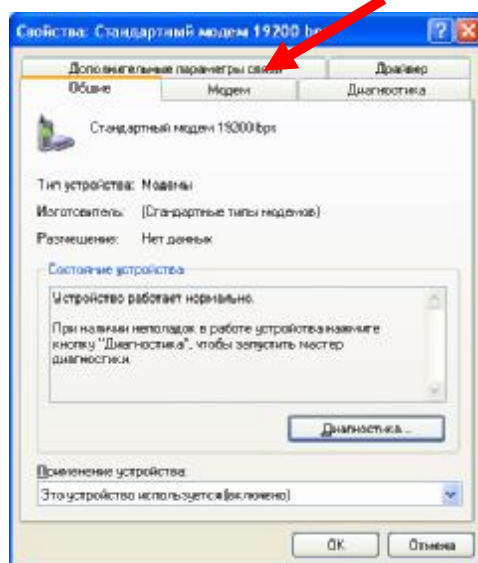 Свойства: Стандартный модем 19200 bps
Дополнительные параметры связи
Драйвер
Общие
Модем
Диагностика
Стандартный модем 19200 bps
Тип устройства: Модемы
Изготовитель: (Стандартные типы модемов)
Размещение: Нет данных
Состояние устройства
Устройство работает нормально.
При наличии неполадок в работе устройства нажмите
кнопку "Диагностика", чтобы запустить мастер
диагностики.
Диагностика...
Применение устройства:
Это устройство используется (включено)
OK
Отмена